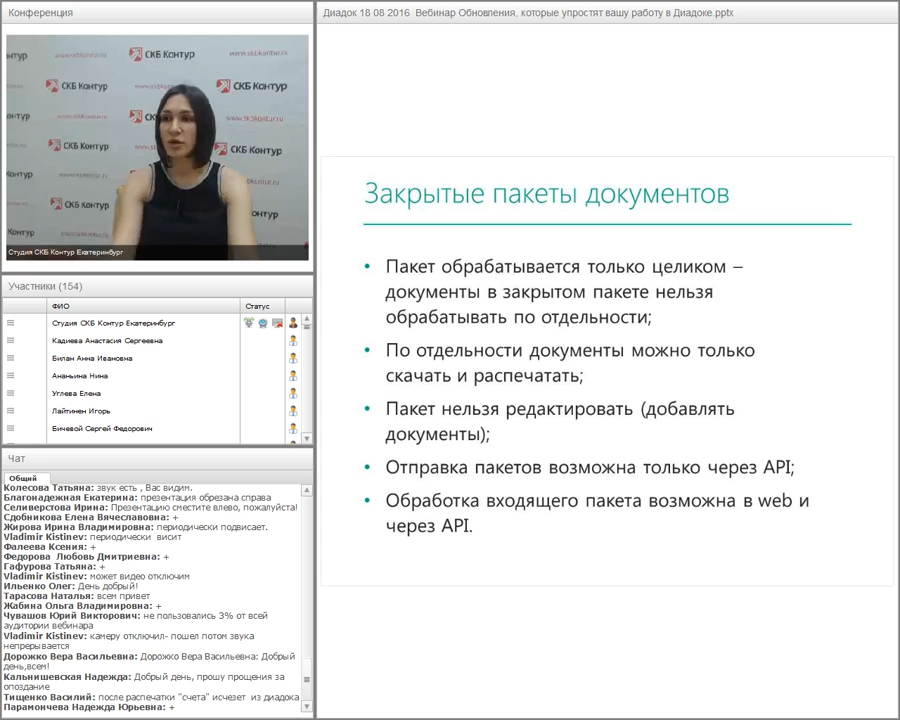 Конференция
Диадок 18 08 2016 Вебинар Обновления, которые упростят вашу работу в Диадоке.pptx
www.skbkontur.ru
СКБ Контур
www.skbkontur.ru
СКБ Контур
СКБ Контур
www.skbkontur.ru
СКБ Контур
СКБ Контур
СКБ Контур
Студия СКБ Контур Екатеринбург
Участники (154)
ФИО
Статус
Студия СКБ Контур Екатеринбург
Кадиева Анастасия Сергеевна
Билан Анна Ивановна
Ананьина Нина
Углева Елена
Лайтинен Игорь
Бичевой Сергей Федорович
Чат
Общий
Колесова Татьяна: звук есть , Вас видим.
Благонадежная Екатерина: презентация обрезана справа
Селиверстова Ирина: Презентацию сместите влево, пожалуйста!
Сдобникова Елена Вячеславовна: +
Жирова Ирина Владимировна: периодически подвисает.
Vladimir Kistinev: периодически висит
Фалеева Ксения: +
Федорова Любовь Дмитриевна: +
Гафурова Татьяна: +
Vladimir Kistinev: может видео отключим
Ильенко Олег: День добрый!
Тарасова Наталья: всем привет
Жабина Ольга Владимировна: +
Чувашов Юрий Викторович: не пользовались 3% от всей
аудитории вебинара
Vladimir Kistinev: камеру отключил- пошел потом звука
непрерывается
Дорожко Вера Васильевна: Дорожко Вера Васильевна: Добрый
день,всем!
Кальнишевская Надежда: Добрый день, прошу прощения за
опоздание
Тищенко Василий: после распечатки "счета" исчезет из диадока
Парамончева Надежда Юрьевна: +
Закрытые пакеты документов
• Пакет обрабатывается только целиком –
документы в закрытом пакете нельзя
обрабатывать по отдельности;
• По отдельности документы можно только
скачать и распечатать;
• Пакет нельзя редактировать (добавлять
документы);
• Отправка пакетов возможна только через API;
• Обработка входящего пакета возможна в web и
через API.